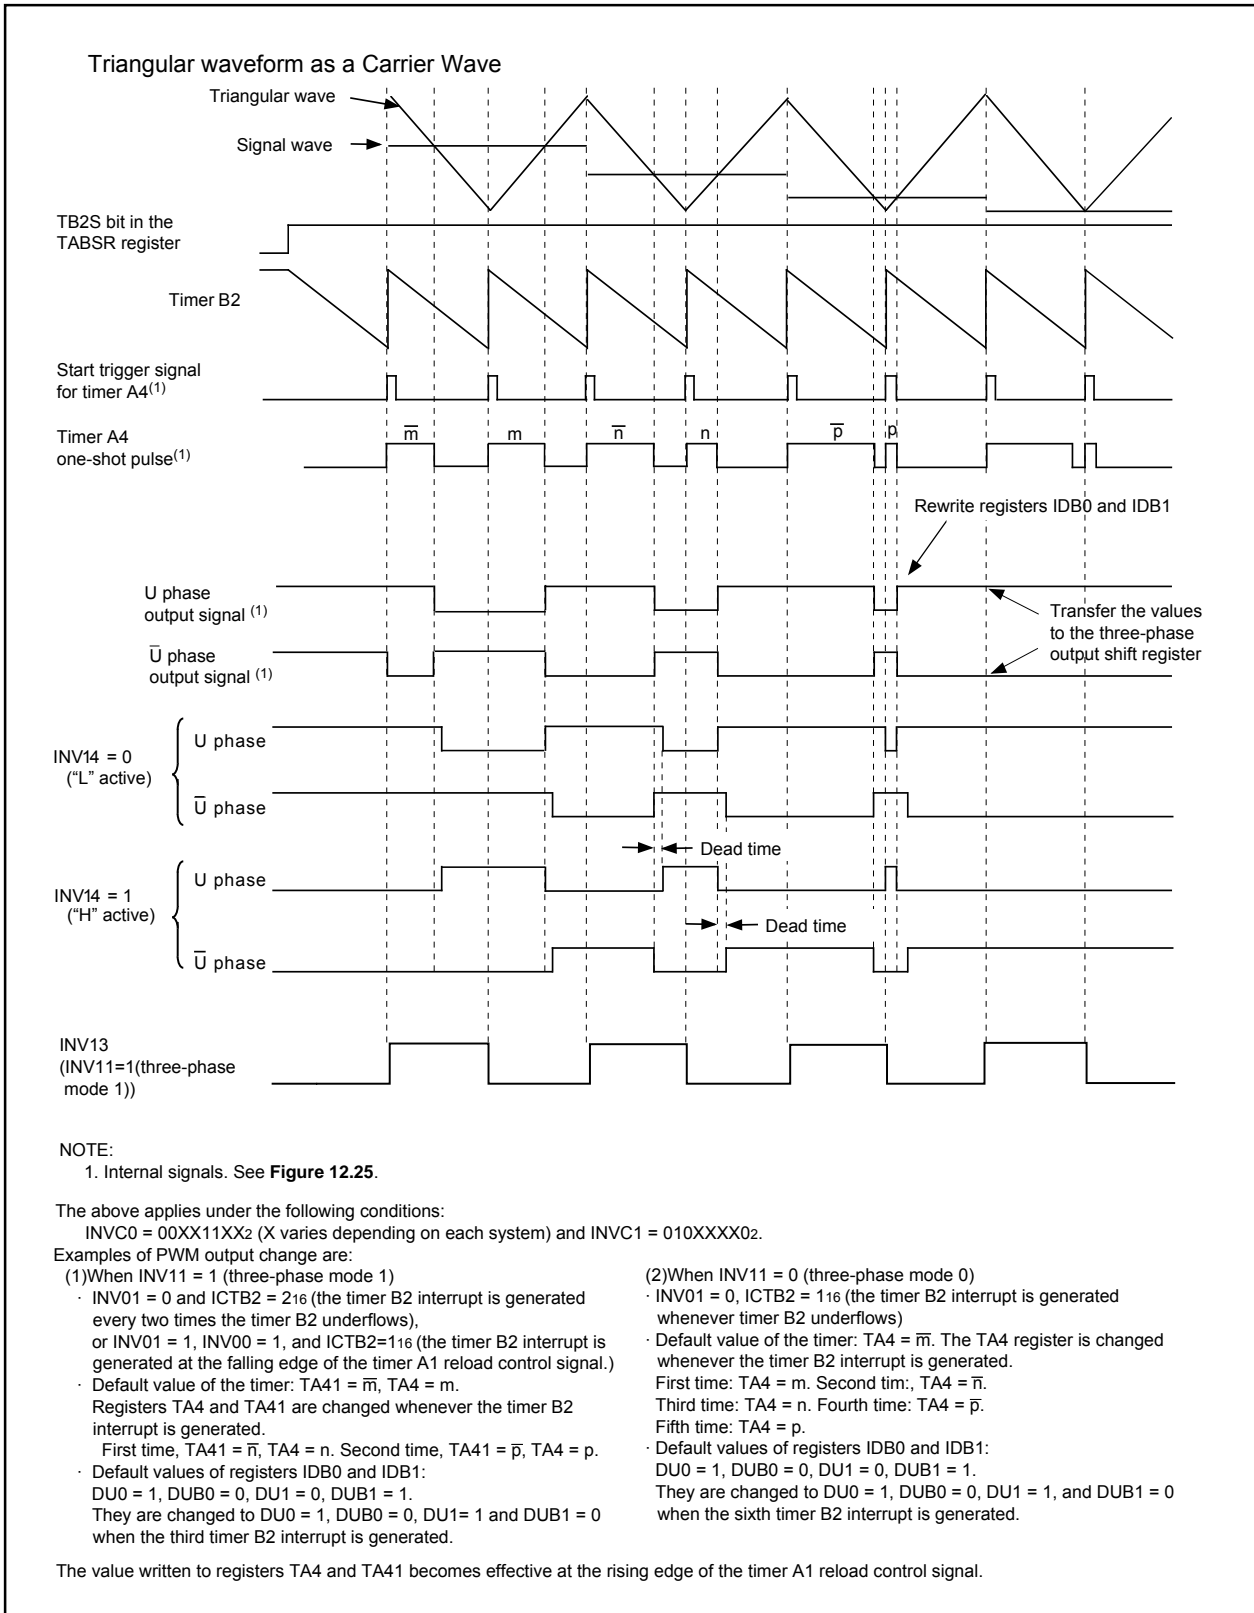 Triangular waveform as a Carrier Wave
Triangular wave
Signal wave
TB2S bit in the
TABSR register
Timer B2
Start trigger signal
for timer A4(1)
Timer A4
one-shot pulse(1)
m̅
m
n̅
n
p̅
p
Rewrite registers IDB0 and IDB1
U phase
output signal (1)
Transfer the values
to the three-phase
output shift register
U̅ phase
output signal (1)
INV14 = 0
("L" active)
U phase
U̅ phase
Dead time
INV14 = 1
("H" active)
U phase
Dead time
U̅ phase
INV13
(INV11=1(three-phase
mode 1))
NOTE:
1. Internal signals. See Figure 12.25.
The above applies under the following conditions:
INVC0 = 00XX11XX2 (X varies depending on each system) and INVC1 = 010XXXX02.
Examples of PWM output change are:
(1)When INV11 = 1 (three-phase mode 1)
· INV01 = 0 and ICTB2 = 216 (the timer B2 interrupt is generated
every two times the timer B2 underflows),
or INV01 = 1, INV00 = 1, and ICTB2=116 (the timer B2 interrupt is
generated at the falling edge of the timer A1 reload control signal.)
· Default value of the timer: TA41 = m̅, TA4 = m.
Registers TA4 and TA41 are changed whenever the timer B2
interrupt is generated.
First time, TA41 = n̅, TA4 = n. Second time, TA41 = p̅, TA4 = p.
· Default values of registers IDB0 and IDB1:
DU0 = 1, DUB0 = 0, DU1 = 0, DUB1 = 1.
They are changed to DU0 = 1, DUB0 = 0, DU1= 1 and DUB1 = 0
when the third timer B2 interrupt is generated.
(2)When INV11 = 0 (three-phase mode 0)
· INV01 = 0, ICTB2 = 116 (the timer B2 interrupt is generated
whenever timer B2 underflows)
· Default value of the timer: TA4 = m̅. The TA4 register is changed
whenever the timer B2 interrupt is generated.
First time: TA4 = m. Second tim:, TA4 = n̅.
Third time: TA4 = n. Fourth time: TA4 = p̅.
Fifth time: TA4 = p.
· Default values of registers IDB0 and IDB1:
DU0 = 1, DUB0 = 0, DU1 = 0, DUB1 = 1.
They are changed to DU0 = 1, DUB0 = 0, DU1 = 1, and DUB1 = 0
when the sixth timer B2 interrupt is generated.
The value written to registers TA4 and TA41 becomes effective at the rising edge of the timer A1 reload control signal.